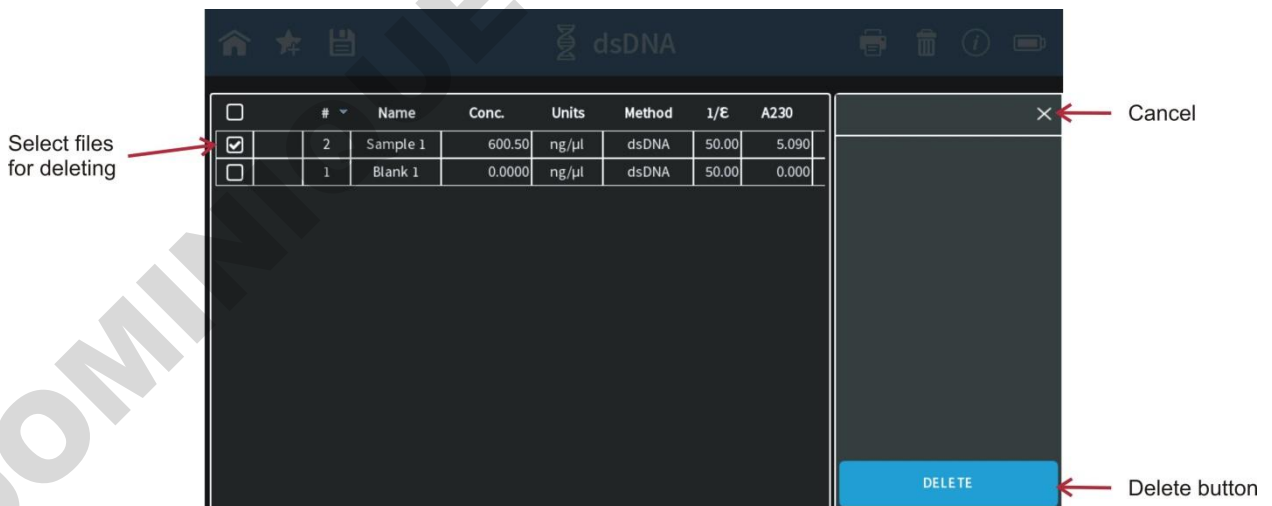 dsDNA
# Name Conc. Units Method 1/Ɛ A230
2 Sample 1 600.50 ng/µl dsDNA 50.00 5.090
1 Blank 1 0.0000 ng/µl dsDNA 50.00 0.000
Cancel
Select files
for deleting
DELETE
Delete button